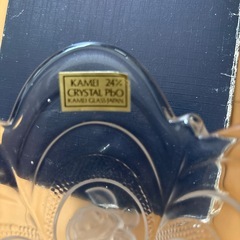 KAMEI 24%
CRYSTAL PbO
KAMEI GLASS JAPAN